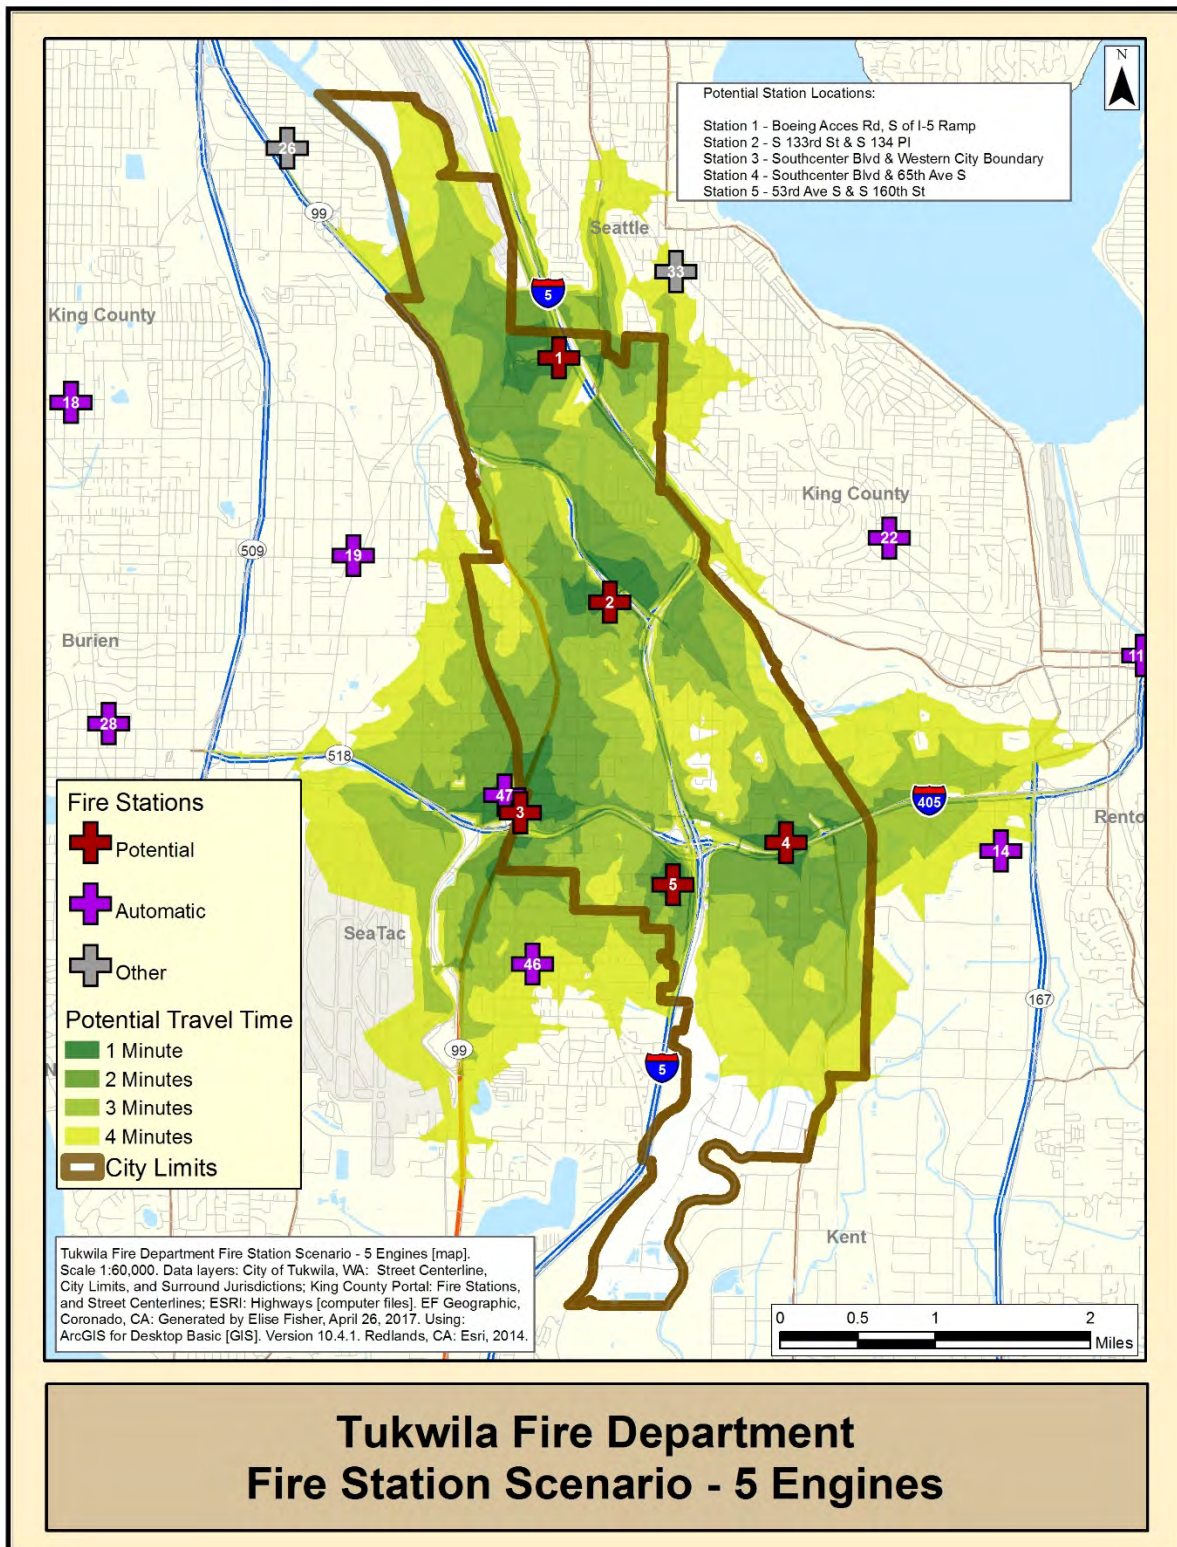 N
Potential Station Locations:
Station 1 - Boeing Acces Rd, S of I-5 Ramp
Station 2 - S 133rd St & S 134 Pl
Station 3 - Southcenter Blvd & Western City Boundary
Station 4 - Southcenter Blvd & 65th Ave S
Station 5 - 53rd Ave S & S 160th St
26
99
Seattle
33
5
King County
1
18
King County
22
509
19
2
Burien
11
28
518
47
3
405
Rento
4
14
5
SeaTac
46
167
99
5
Kent
Fire Stations
Potential
Automatic
Other
Potential Travel Time
1 Minute
2 Minutes
3 Minutes
4 Minutes
City Limits
N
Tukwila Fire Department Fire Station Scenario - 5 Engines [map].
Scale 1:60,000. Data layers: City of Tukwila, WA: Street Centerline,
City Limits, and Surround Jurisdictions; King County Portal: Fire Stations,
and Street Centerlines; ESRI: Highways [computer files]. EF Geographic,
Coronado, CA: Generated by Elise Fisher, April 26, 2017. Using:
ArcGIS for Desktop Basic [GIS]. Version 10.4.1. Redlands, CA: Esri, 2014.
0 0.5 1 2
Miles
Tukwila Fire Department
Fire Station Scenario - 5 Engines